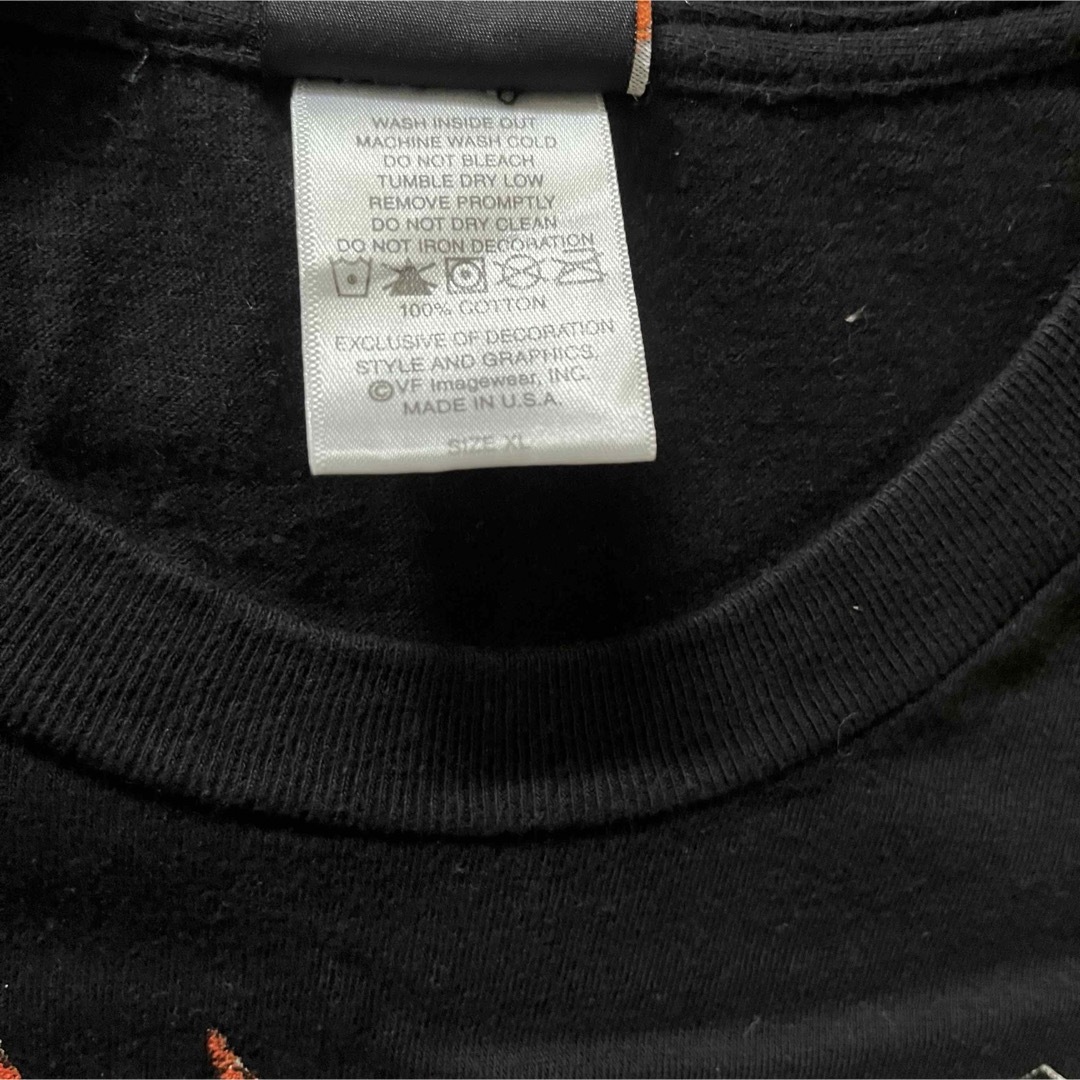 WASH INSIDE OUT
MACHINE WASH COLD
DO NOT BLEACH
TUMBLE DRY LOW
REMOVE PROMPTLY
DO NOT DRY CLEAN
DO NOT IRON DECORATION
100% COTTON
EXCLUSIVE OF DECORATION
STYLE AND GRAPHICS.
©VF Imagewear, INC.
MADE IN U.S.A.
SIZE XL